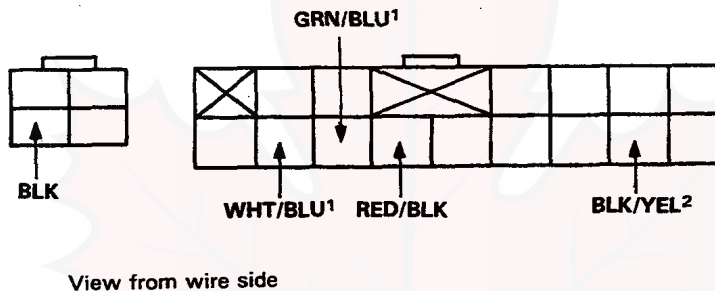 GRN/BLU¹
BLK
WHT/BLU¹ RED/BLK BLK/YEL²
View from wire side